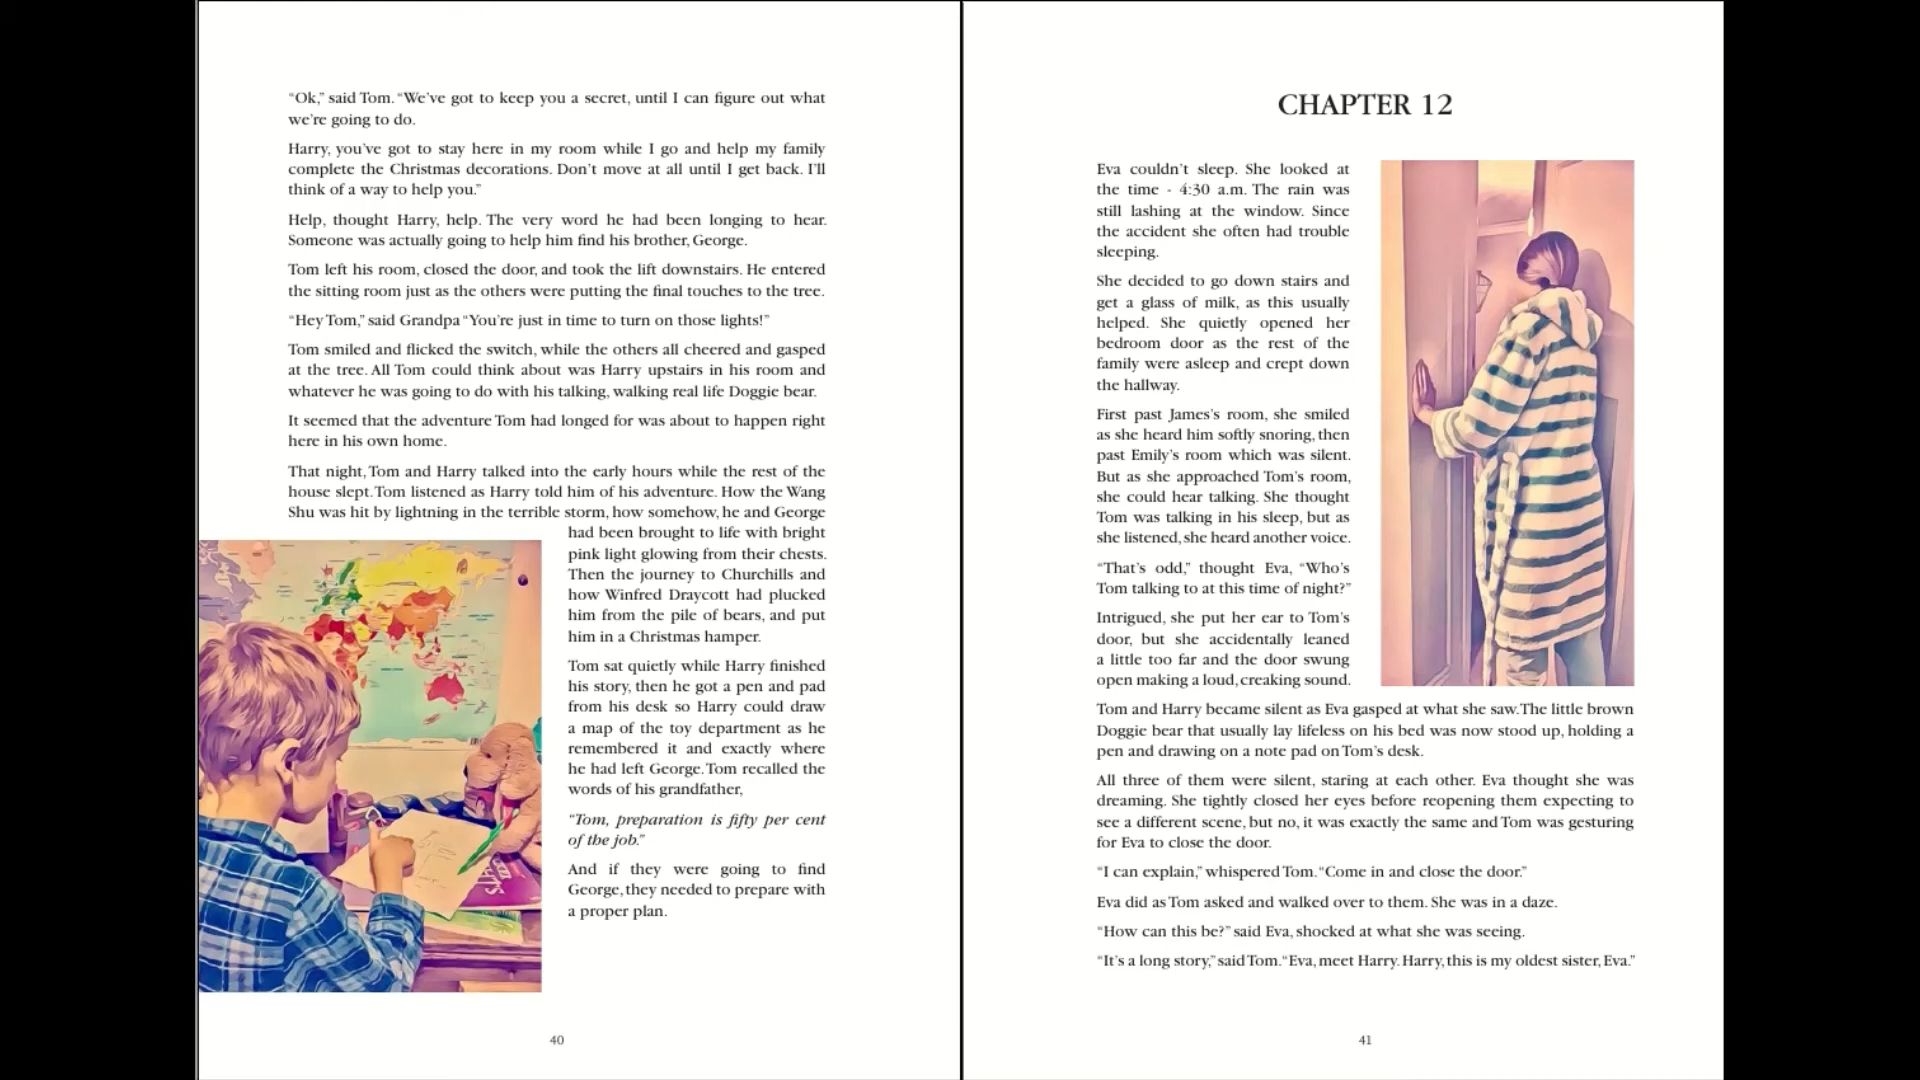 “Ok,” said Tom. “We’ve got to keep you a secret, until I can figure out what
we’re going to do.
Harry, you’ve got to stay here in my room while I go and help my family
complete the Christmas decorations. Don’t move at all until I get back. I’ll
think of a way to help you.”
Help, thought Harry, help. The very word he had been longing to hear.
Someone was actually going to help him find his brother, George.
Tom left his room, closed the door, and took the lift downstairs. He entered
the sitting room just as the others were putting the final touches to the tree.
“Hey Tom,” said Grandpa “You’re just in time to turn on those lights!”
Tom smiled and flicked the switch, while the others all cheered and gasped
at the tree. All Tom could think about was Harry upstairs in his room and
whatever he was going to do with his talking, walking real life Doggie bear.
It seemed that the adventure Tom had longed for was about to happen right
here in his own home.
That night, Tom and Harry talked into the early hours while the rest of the
house slept. Tom listened as Harry told him of his adventure. How the Wang
Shu was hit by lightning in the terrible storm, how somehow, he and George
had been brought to life with bright
pink light glowing from their chests.
Then the journey to Churchills and
how Winfred Draycott had plucked
him from the pile of bears, and put
him in a Christmas hamper.
Tom sat quietly while Harry finished
his story, then he got a pen and pad
from his desk so Harry could draw
a map of the toy department as he
remembered it and exactly where
he had left George. Tom recalled the
words of his grandfather,
“Tom, preparation is fifty per cent
of the job.”
And if they were going to find
George, they needed to prepare with
a proper plan.
40
CHAPTER 12
Eva couldn’t sleep. She looked at
the time - 4:30 a.m. The rain was
still lashing at the window. Since
the accident she often had trouble
sleeping.
She decided to go down stairs and
get a glass of milk, as this usually
helped. She quietly opened her
bedroom door as the rest of the
family were asleep and crept down
the hallway.
First past James’s room, she smiled
as she heard him softly snoring, then
past Emily’s room which was silent.
But as she approached Tom’s room,
she could hear talking. She thought
Tom was talking in his sleep, but as
she listened, she heard another voice.
“That’s odd,” thought Eva, “Who’s
Tom talking to at this time of night?”
Intrigued, she put her ear to Tom’s
door, but she accidentally leaned
a little too far and the door swung
open making a loud, creaking sound.
Tom and Harry became silent as Eva gasped at what she saw. The little brown
Doggie bear that usually lay lifeless on his bed was now stood up, holding a
pen and drawing on a note pad on Tom’s desk.
All three of them were silent, staring at each other. Eva thought she was
dreaming. She tightly closed her eyes before reopening them expecting to
see a different scene, but no, it was exactly the same and Tom was gesturing
for Eva to close the door.
“I can explain,” whispered Tom. “Come in and close the door.”
Eva did as Tom asked and walked over to them. She was in a daze.
“How can this be?” said Eva, shocked at what she was seeing.
“It’s a long story,” said Tom. “Eva, meet Harry. Harry, this is my oldest sister, Eva.”
41